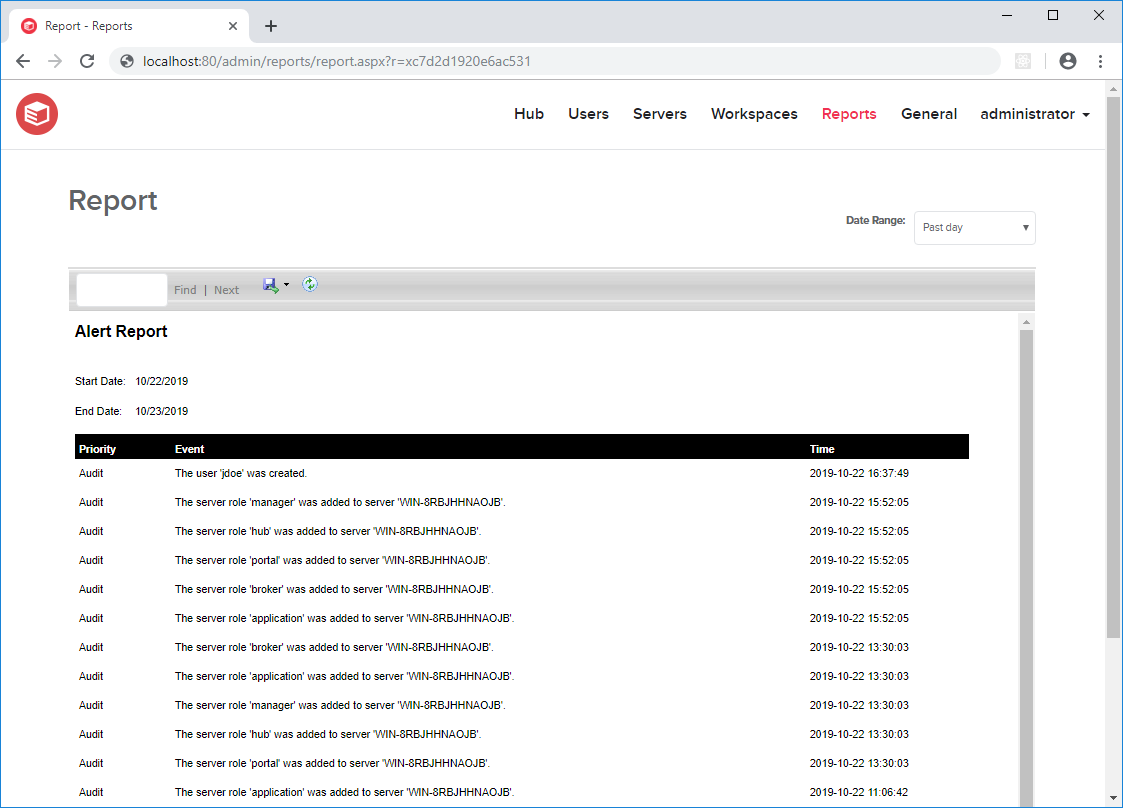 Report - Reports
localhost:80/admin/reports/report.aspx?r=xc7d2d1920e6ac531
Hub Users Servers Workspaces Reports General administrator
Report
Date Range: Past day
Find | Next
Alert Report
Start Date: 10/22/2019
End Date: 10/23/2019
Priority Event Time
Audit The user 'jdoe' was created. 2019-10-22 16:37:49
Audit The server role 'manager' was added to server 'WIN-8RBJHHNAOJB'. 2019-10-22 15:52:05
Audit The server role 'hub' was added to server 'WIN-8RBJHHNAOJB'. 2019-10-22 15:52:05
Audit The server role 'portal' was added to server 'WIN-8RBJHHNAOJB'. 2019-10-22 15:52:05
Audit The server role 'broker' was added to server 'WIN-8RBJHHNAOJB'. 2019-10-22 15:52:05
Audit The server role 'application' was added to server 'WIN-8RBJHHNAOJB'. 2019-10-22 15:52:05
Audit The server role 'broker' was added to server 'WIN-8RBJHHNAOJB'. 2019-10-22 13:30:03
Audit The server role 'application' was added to server 'WIN-8RBJHHNAOJB'. 2019-10-22 13:30:03
Audit The server role 'manager' was added to server 'WIN-8RBJHHNAOJB'. 2019-10-22 13:30:03
Audit The server role 'hub' was added to server 'WIN-8RBJHHNAOJB'. 2019-10-22 13:30:03
Audit The server role 'portal' was added to server 'WIN-8RBJHHNAOJB'. 2019-10-22 13:30:03
Audit The server role 'application' was added to server 'WIN-8RBJHHNAOJB'. 2019-10-22 11:06:42